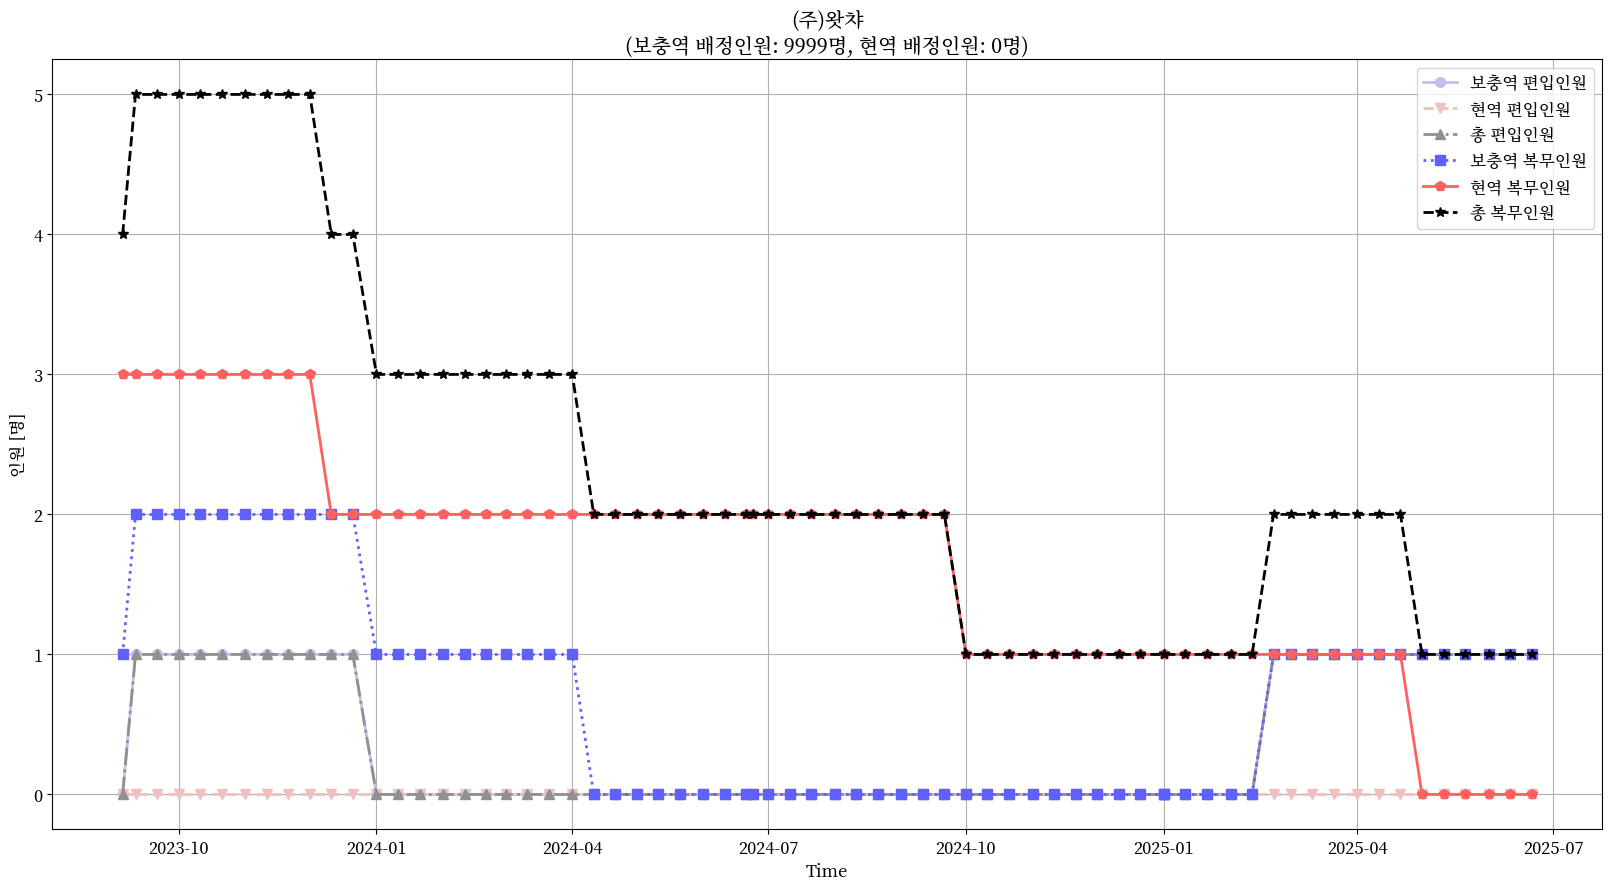 (주)왓챠
(보충역 배정인원: 9999명, 현역 배정인원: 0명)
보충역 편입인원
현역 편입인원
총 편입인원
보충역 복무인원
현역 복무인원
총 복무인원
인원 [명]
5
4
3
2
1
0
2023-10
2024-01
2024-04
2024-07
2024-10
2025-01
2025-04
2025-07
Time